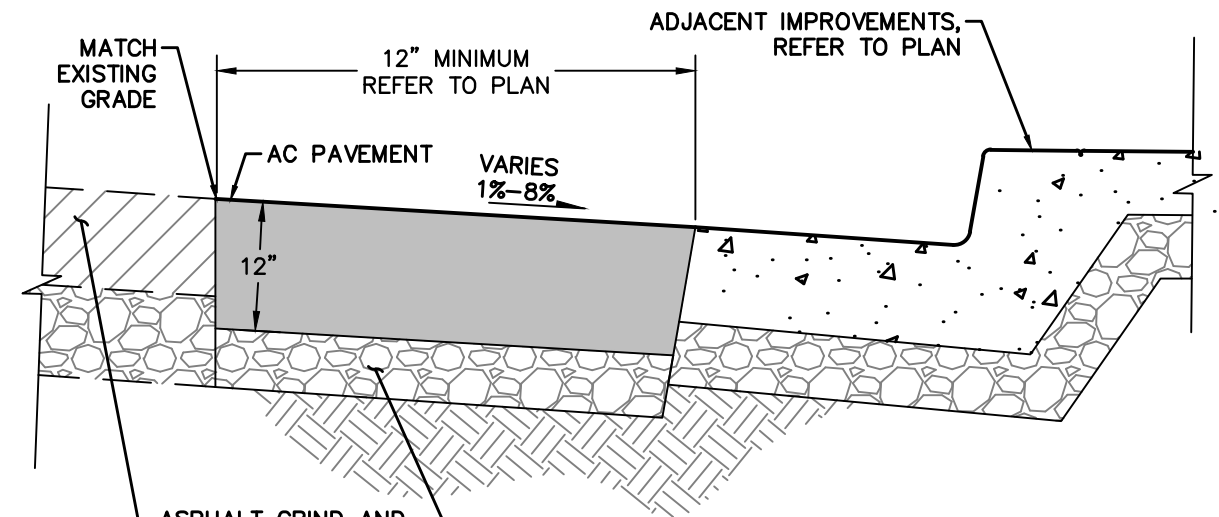 ADJACENT IMPROVEMENTS,
REFER TO PLAN
MATCH
EXISTING
GRADE
12" MINIMUM
REFER TO PLAN
AC PAVEMENT
VARIES
1%-8%
12"
ASPHALT GRIND AND